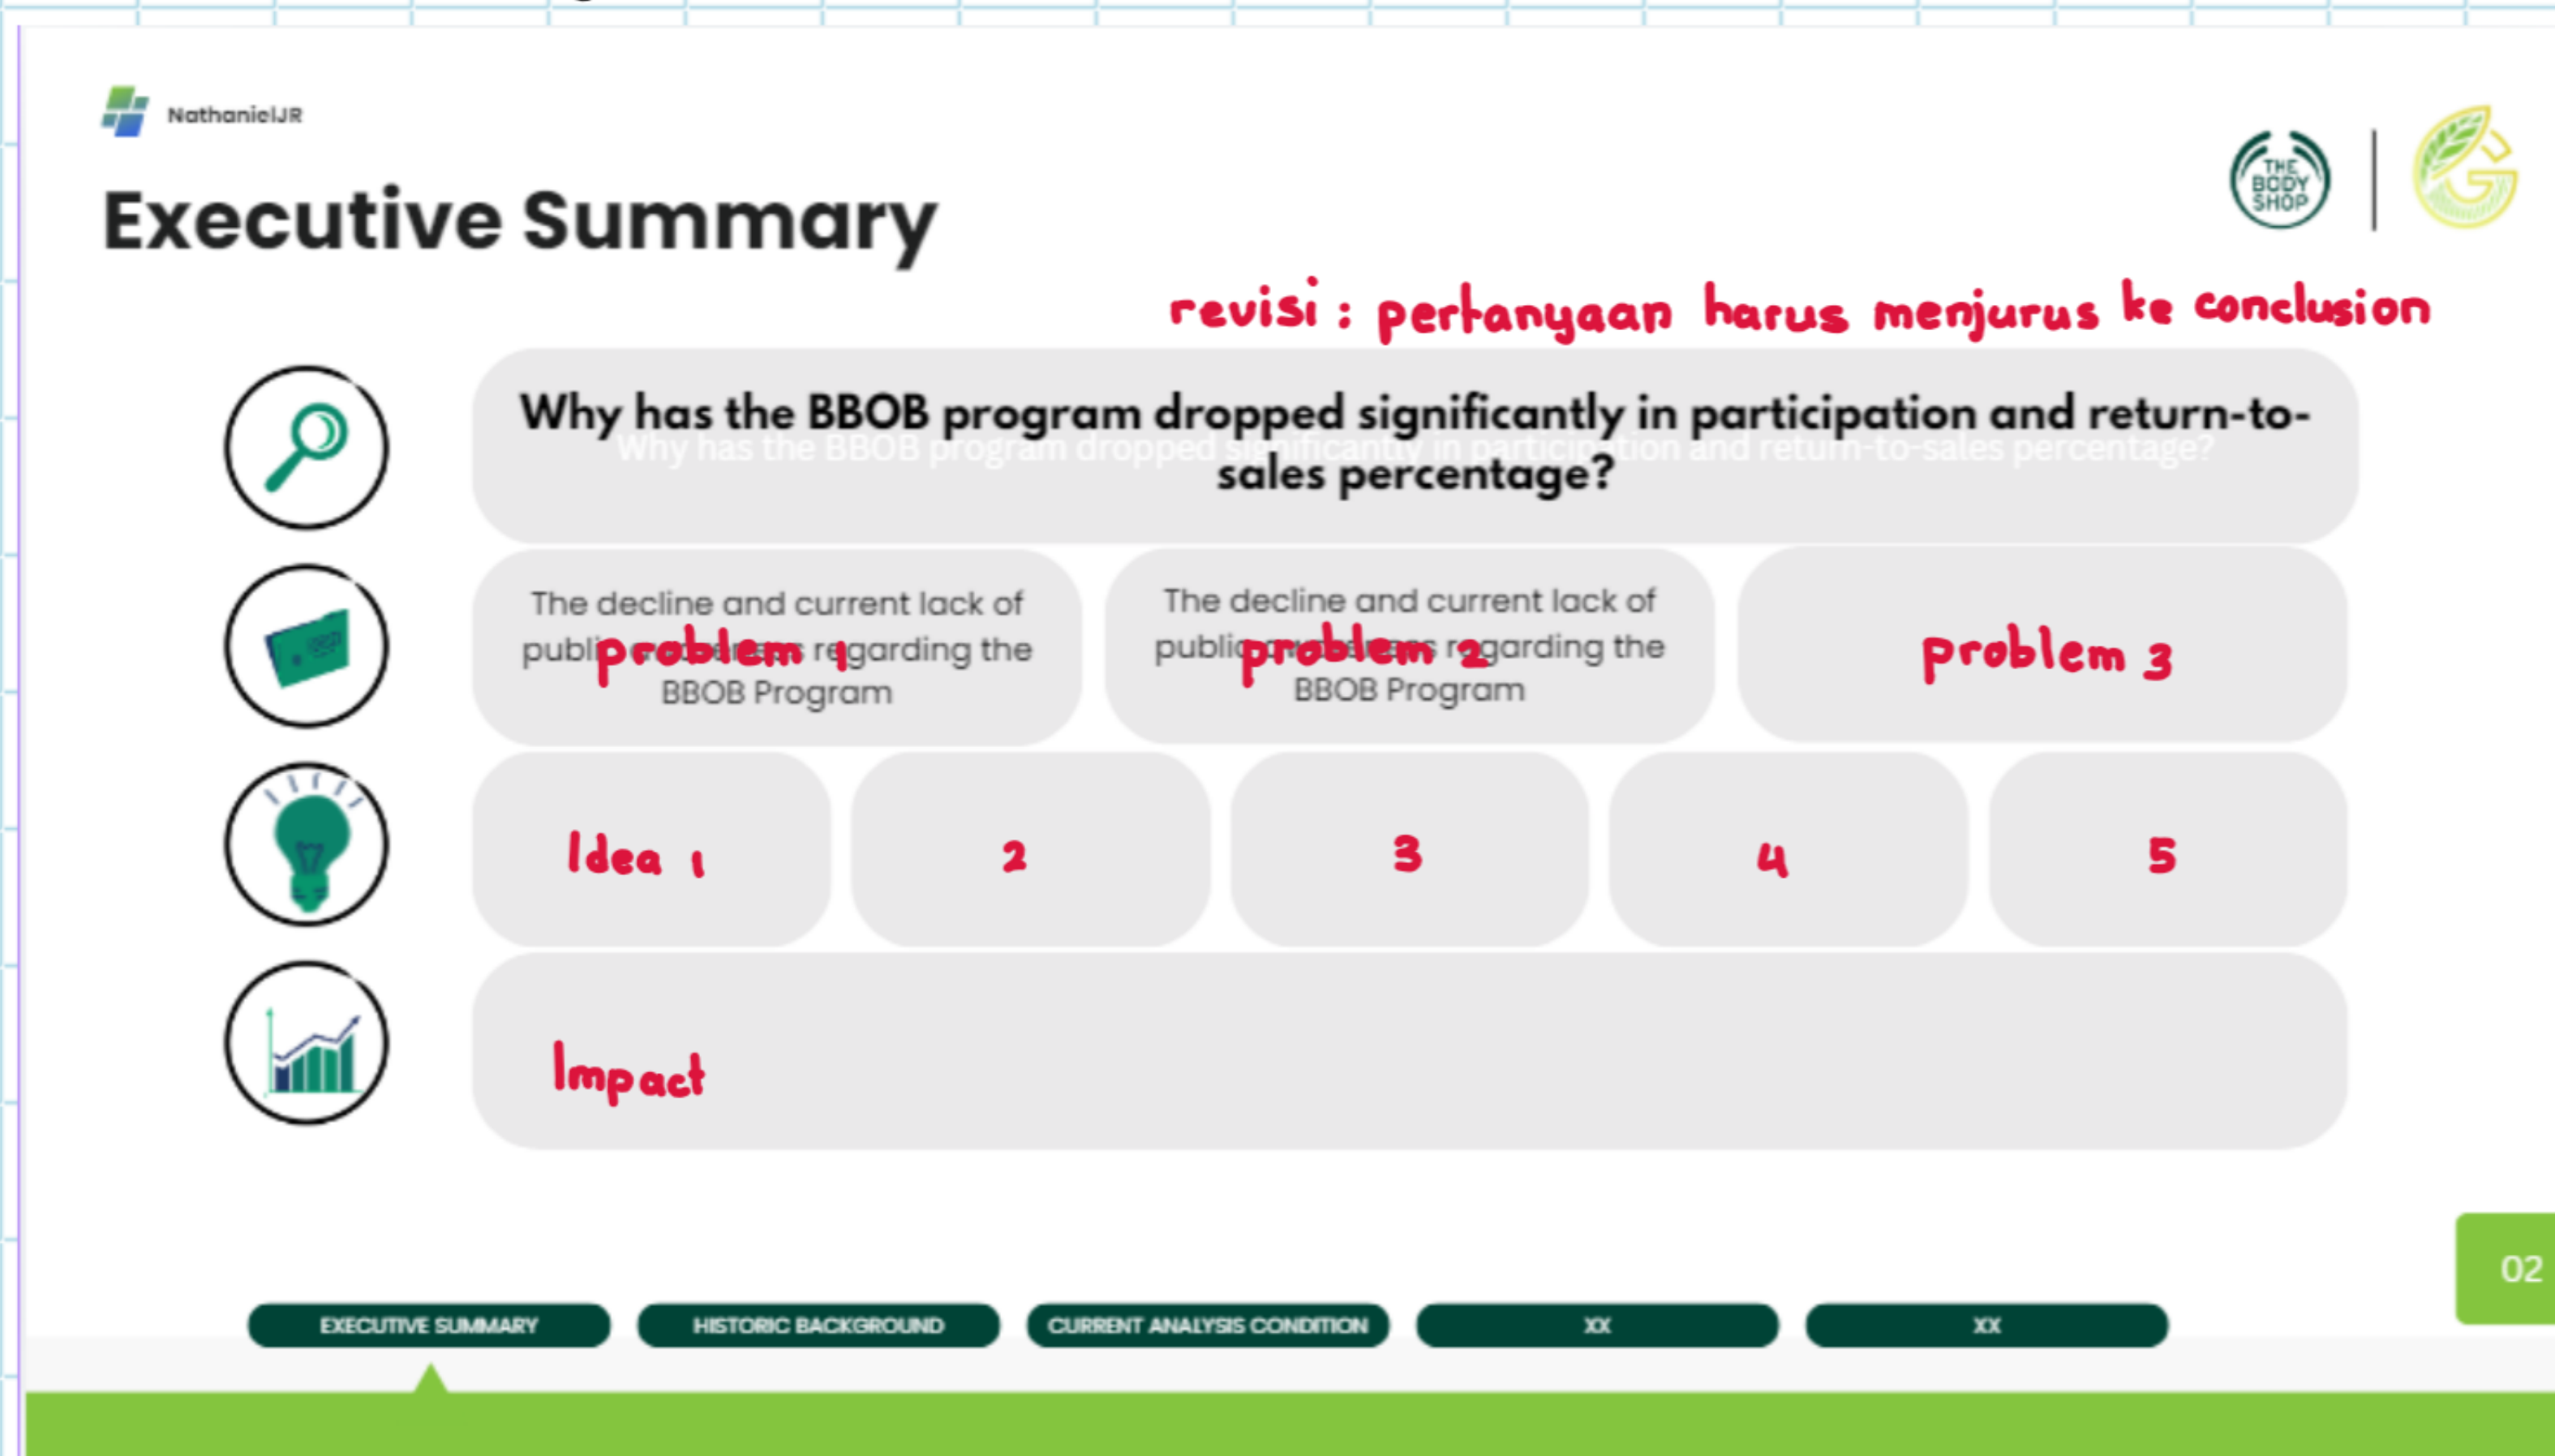 NathanielJR
THE
BODY
SHOP
Executive Summary
revisi : pertanyaan harus menjurus ke conclusion
Why has the BBOB program dropped significantly in participation and return-to-
sales percentage?
Why has the BBOB program dropped significantly in participation and return-to-sales percentage?
The decline and current lack of
public awareness regarding the
BBOB Program
problem 1
The decline and current lack of
public awareness regarding the
BBOB Program
problem 2
problem 3
Idea 1
2
3
4
5
Impact
02
EXECUTIVE SUMMARY
HISTORIC BACKGROUND
CURRENT ANALYSIS CONDITION
XX
XX